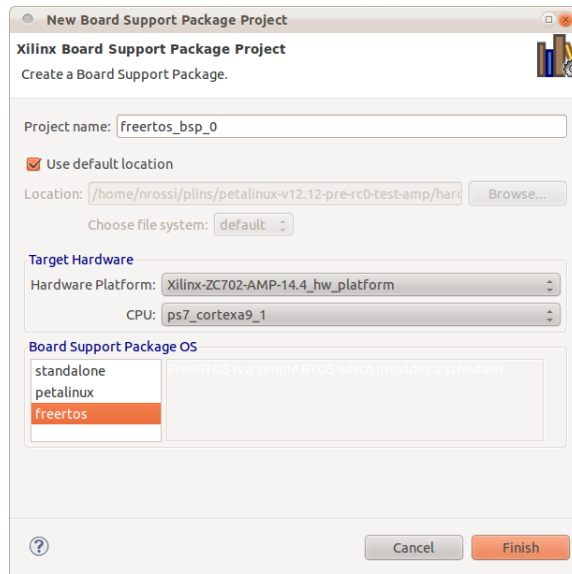 New Board Support Package Project
Xilinx Board Support Package Project
Create a Board Support Package.
Project name: freertos_bsp_0
Use default location
Location: /home/nrossi/plins/petalinux-v12.12-pre-rc0-test-amp/hard Browse...
Choose file system: default
Target Hardware
Hardware Platform: Xilinx-ZC702-AMP-14.4_hw_platform
CPU: ps7_cortexa9_1
Board Support Package OS
standalone FreeRTOS is a simple RTOS which provides a scheduler
petalinux
freertos
? Cancel Finish